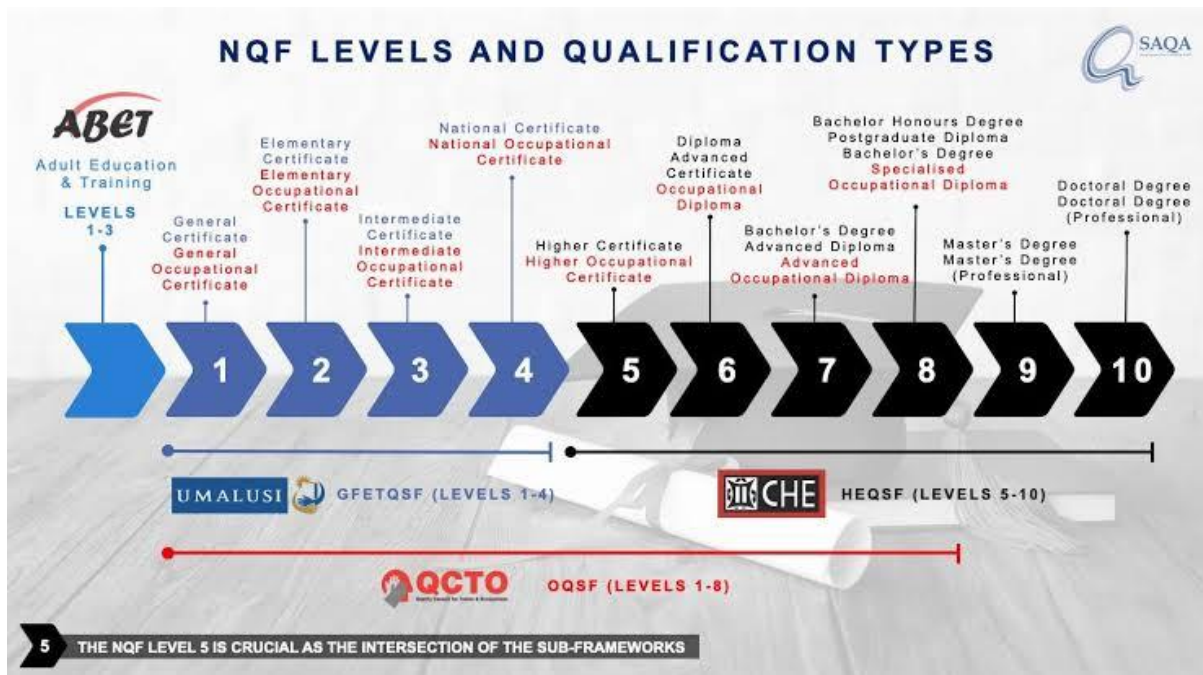 NQF LEVELS AND QUALIFICATION TYPES
SAQA
ABET
Adult Education
& Training
LEVELS
1-3
General
Certificate
General
Occupational
Certificate
Elementary
Certificate
Elementary
Occupational
Certificate
Intermediate
Certificate
Intermediate
Occupational
Certificate
National Certificate
National Occupational
Certificate
Higher Certificate
Higher Occupational
Certificate
Diploma
Advanced
Certificate
Occupational
Diploma
Bachelor's Degree
Advanced Diploma
Advanced
Occupational Diploma
Bachelor Honours Degree
Postgraduate Diploma
Bachelor's Degree
Specialised
Occupational Diploma
Master's Degree
Master's Degree
(Professional)
Doctoral Degree
Doctoral Degree
(Professional)
1 2 3 4 5 6 7 8 9 10
UMALUSI GFETQSF (LEVELS 1-4)
CHE HEQSF (LEVELS 5-10)
QCTO OQSF (LEVELS 1-8)
Quality Council for Trades & Occupations
5 THE NQF LEVEL 5 IS CRUCIAL AS THE INTERSECTION OF THE SUB-FRAMEWORKS